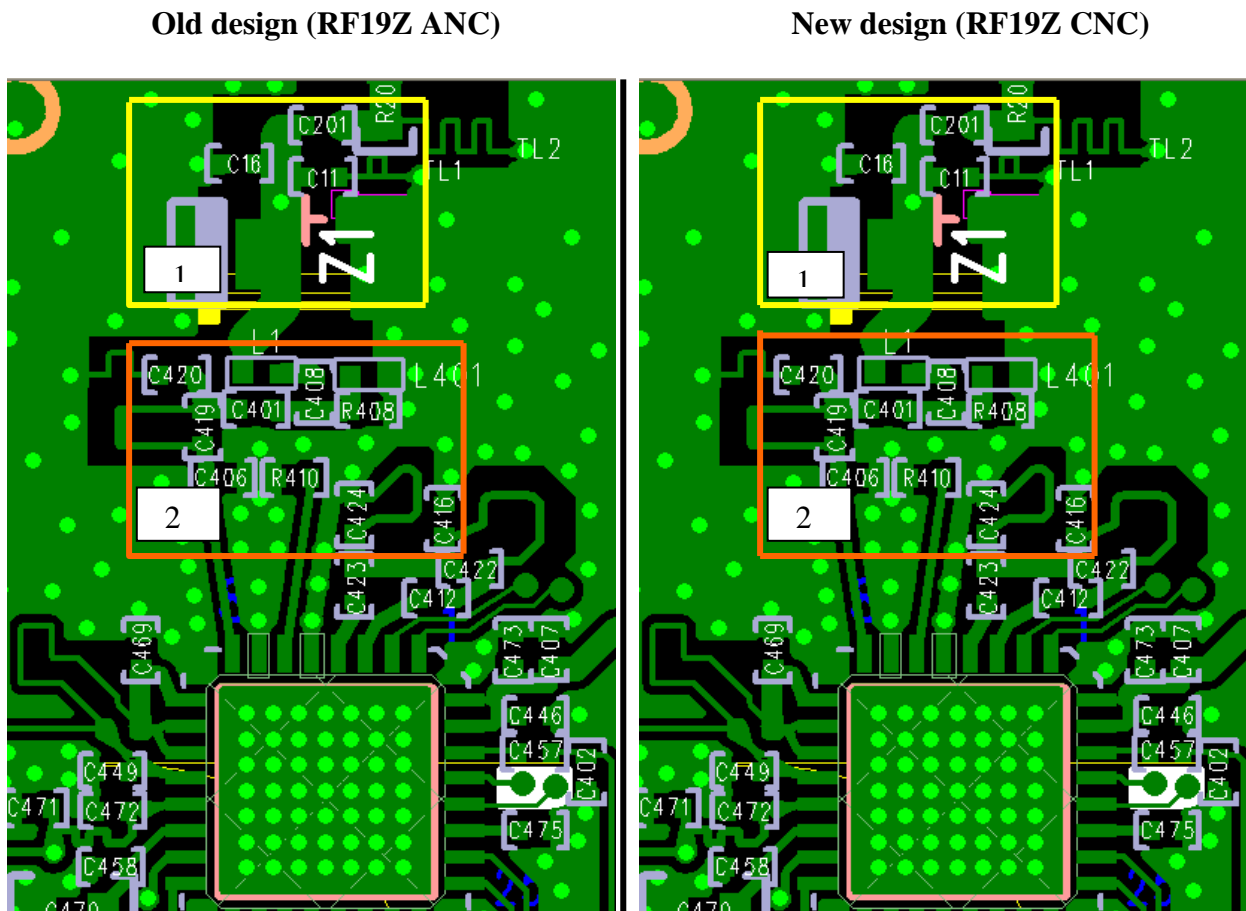 Old design (RF19Z ANC)
New design (RF19Z CNC)
R20
C201
TL2
C16
C11
TL1
Z1
1
L1
C420
C408
L401
C401
R408
C419
C406
R410
C424
C416
2
C423
C422
C412
C469
C473
C407
C446
C457
C402
C449
C471
C472
C475
C458
C470
R20
C201
TL2
C16
C11
TL1
Z1
1
L1
C420
C408
L401
C401
R408
C419
C406
R410
C424
C416
2
C423
C422
C412
C469
C473
C407
C446
C457
C402
C449
C471
C472
C475
C458